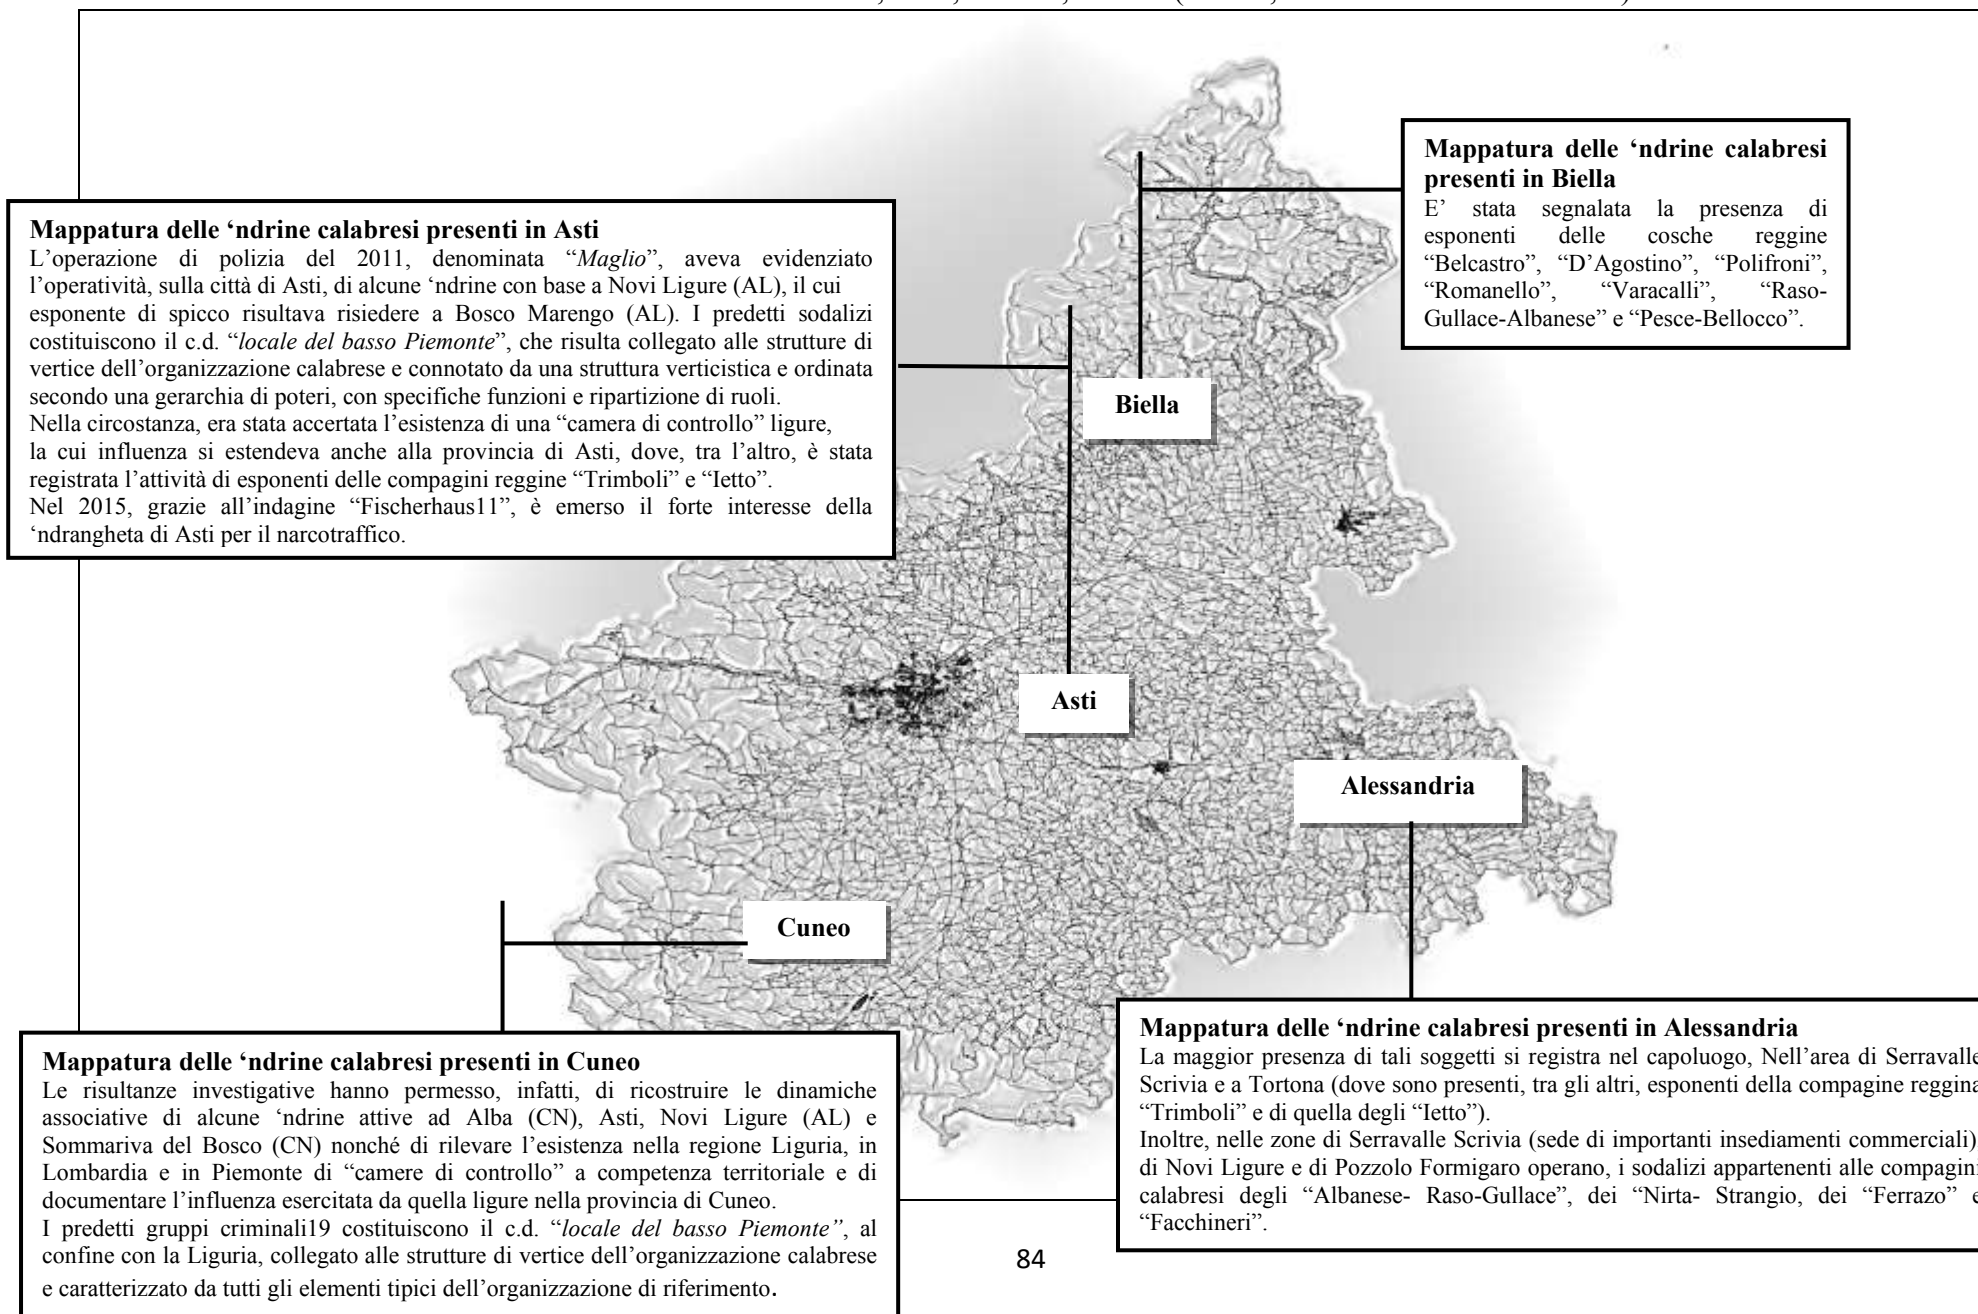 Mappatura delle ‘ndrine calabresi
presenti in Biella
E’ stata segnalata la presenza di
esponenti delle cosche reggine
“Belcastro”, “D’Agostino”, “Polifroni”,
“Romanello”, “Varacalli”, “Raso-
Gullace-Albanese” e “Pesce-Bellocco”.
Mappatura delle ‘ndrine calabresi presenti in Asti
L’operazione di polizia del 2011, denominata “Maglio”, aveva evidenziato
l’operatività, sulla città di Asti, di alcune ‘ndrine con base a Novi Ligure (AL), il cui
esponente di spicco risultava risiedere a Bosco Marengo (AL). I predetti sodalizi
costituiscono il c.d. “locale del basso Piemonte”, che risulta collegato alle strutture di
vertice dell’organizzazione calabrese e connotato da una struttura verticistica e ordinata
secondo una gerarchia di poteri, con specifiche funzioni e ripartizione di ruoli.
Nella circostanza, era stata accertata l’esistenza di una “camera di controllo” ligure,
la cui influenza si estendeva anche alla provincia di Asti, dove, tra l’altro, è stata
registrata l’attività di esponenti delle compagini reggine “Trimboli” e “Ietto”.
Nel 2015, grazie all’indagine “Fischerhaus11”, è emerso il forte interesse della
‘ndrangheta di Asti per il narcotraffico.
Biella
Asti
Alessandria
Cuneo
Mappatura delle ‘ndrine calabresi presenti in Cuneo
Le risultanze investigative hanno permesso, infatti, di ricostruire le dinamiche
associative di alcune ‘ndrine attive ad Alba (CN), Asti, Novi Ligure (AL) e
Sommariva del Bosco (CN) nonché di rilevare l’esistenza nella regione Liguria, in
Lombardia e in Piemonte di “camere di controllo” a competenza territoriale e di
documentare l’influenza esercitata da quella ligure nella provincia di Cuneo.
I predetti gruppi criminali19 costituiscono il c.d. “locale del basso Piemonte”, al
confine con la Liguria, collegato alle strutture di vertice dell’organizzazione calabrese
e caratterizzato da tutti gli elementi tipici dell’organizzazione di riferimento.
Mappatura delle ‘ndrine calabresi presenti in Alessandria
La maggior presenza di tali soggetti si registra nel capoluogo, Nell’area di Serravalle
Scrivia e a Tortona (dove sono presenti, tra gli altri, esponenti della compagine reggina
“Trimboli” e di quella degli “Ietto”).
Inoltre, nelle zone di Serravalle Scrivia (sede di importanti insediamenti commerciali)
di Novi Ligure e di Pozzolo Formigaro operano, i sodalizi appartenenti alle compagini
calabresi degli “Albanese- Raso-Gullace”, dei “Nirta- Strangio, dei “Ferrazo” e
“Facchineri”.
84